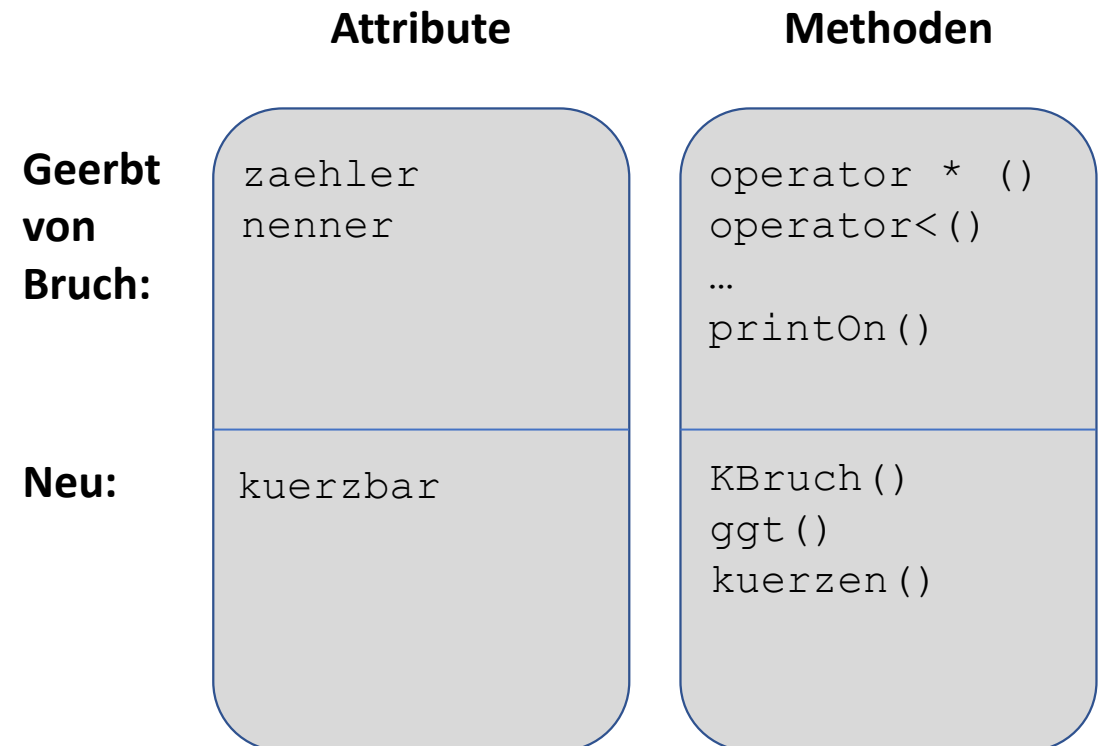 Attribute
Methoden
Geerbt
von
Bruch:
zaehler
nenner
operator * ()
operator<()
…
printOn()
Neu:
kuerzbar
KBruch()
ggt()
kuerzen()